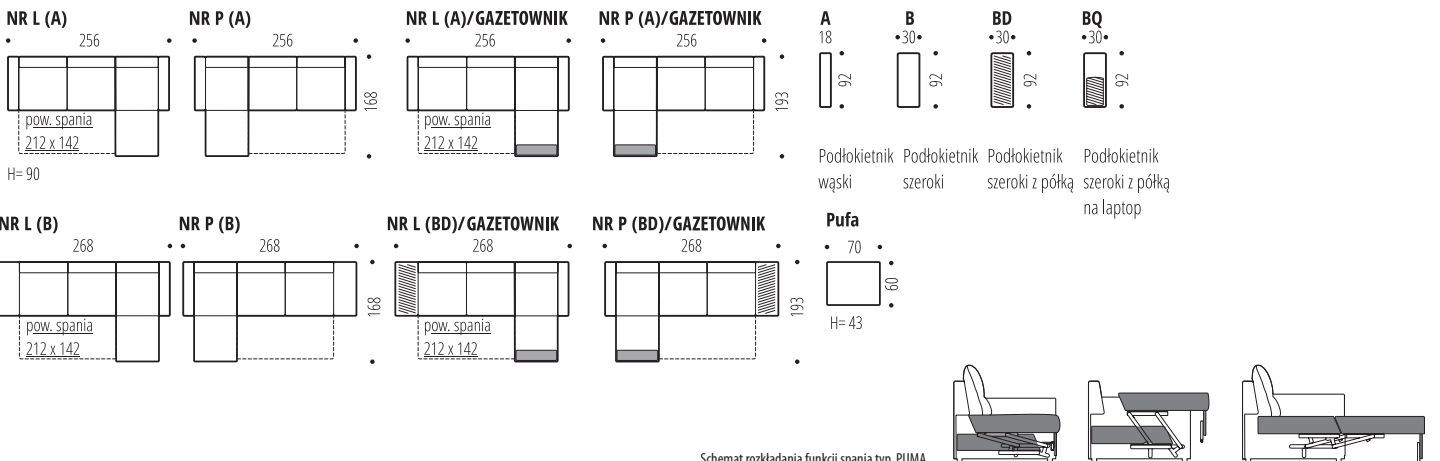 NR L (A)
256
pow. spania
212 x 142
H= 90
NR P (A)
256
168
NR L (A)/GAZETOWNIK
256
pow. spania
212 x 142
NR P (A)/GAZETOWNIK
256
193
A
18
92
Podłokietnik
wąski
B
•30•
92
Podłokietnik
szeroki
BD
•30•
92
Podłokietnik
szeroki z półką
BQ
•30•
92
Podłokietnik
szeroki z półką
na laptop
NR L (B)
268
pow. spania
212 x 142
NR P (B)
268
168
NR L (BD)/GAZETOWNIK
268
pow. spania
212 x 142
NR P (BD)/GAZETOWNIK
268
193
Pufa
70
60
H= 43
Schemat rozkładania funkcji spania typ PUMA